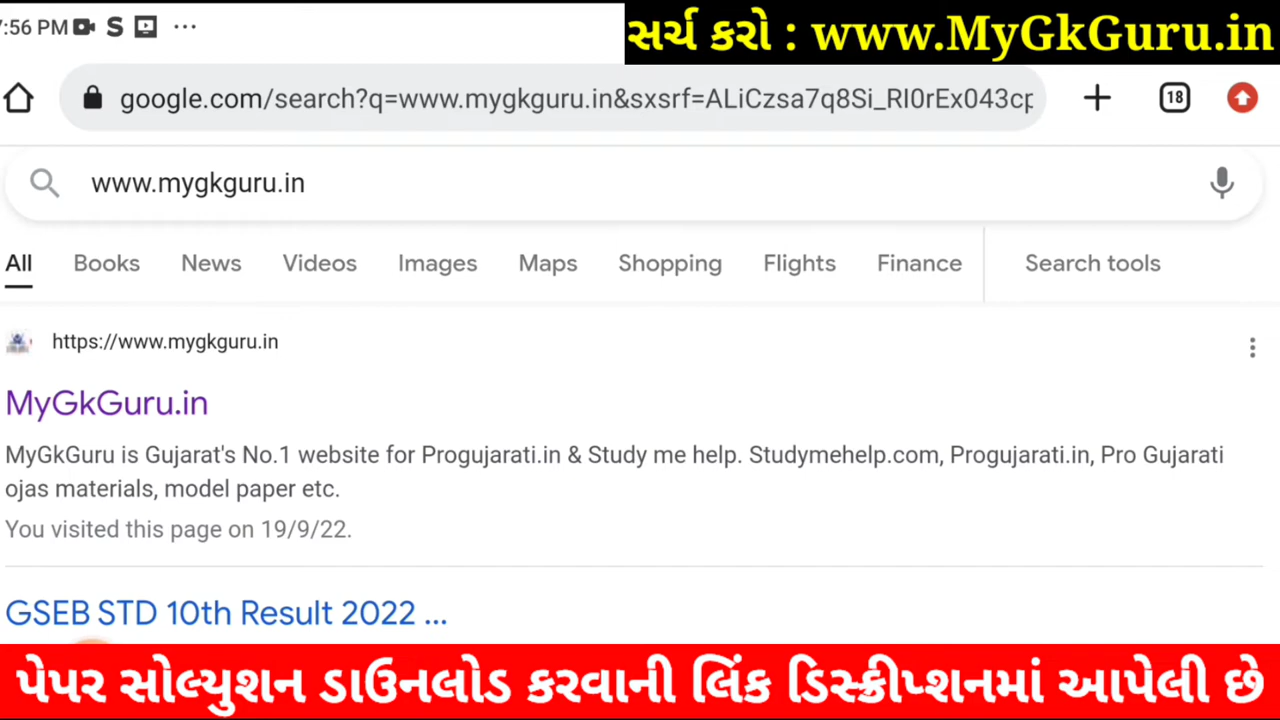 7:56 PM S ...
સર્ચ કરો : www.MyGkGuru.in
google.com/search?q=www.mygkguru.in&sxsrf=ALiCzsa7q8Si_RI0rEx043cp
18
www.mygkguru.in
All Books News Videos Images Maps Shopping Flights Finance Search tools
https://www.mygkguru.in
MyGkGuru.in
MyGkGuru is Gujarat's No.1 website for Progujarati.in & Study me help. Studymehelp.com, Progujarati.in, Pro Gujarati
ojas materials, model paper etc.
You visited this page on 19/9/22.
GSEB STD 10th Result 2022 ...
પેપર સોલ્યુશન ડાઉનલોડ કરવાની લિંક ડિસ્ક્રીપ્શનમાં આપેલી છે